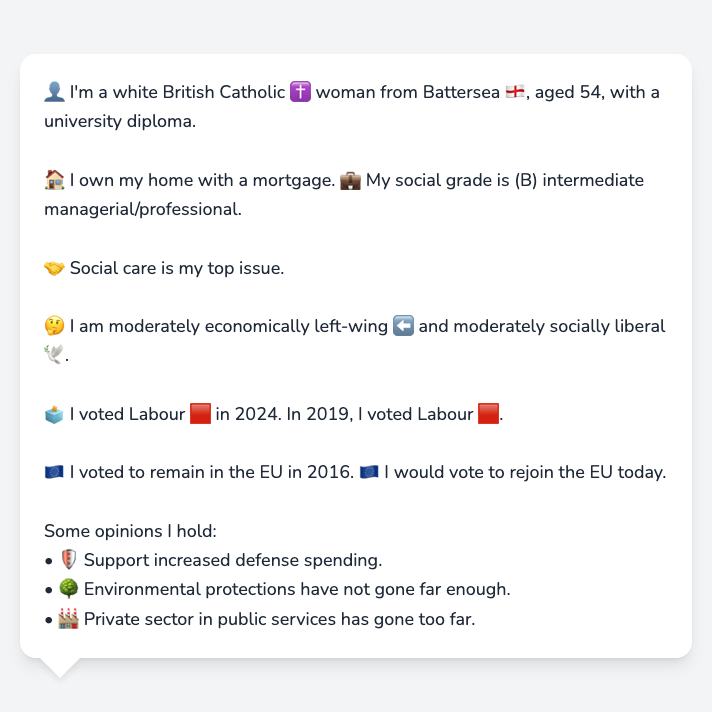 👤 I'm a white British Catholic ✝️ woman from Battersea 🏴󠁧󠁢󠁥󠁮󠁧󠁿, aged 54, with a
university diploma.
🏠 I own my home with a mortgage. 💼 My social grade is (B) intermediate
managerial/professional.
🤝 Social care is my top issue.
🤔 I am moderately economically left-wing ⬅️ and moderately socially liberal
🕊️.
🗳️ I voted Labour 🟥 in 2024. In 2019, I voted Labour 🟥.
🇪🇺 I voted to remain in the EU in 2016. 🇪🇺 I would vote to rejoin the EU today.
Some opinions I hold:
• 🛡️ Support increased defense spending.
• 🌳 Environmental protections have not gone far enough.
• 🏭 Private sector in public services has gone too far.